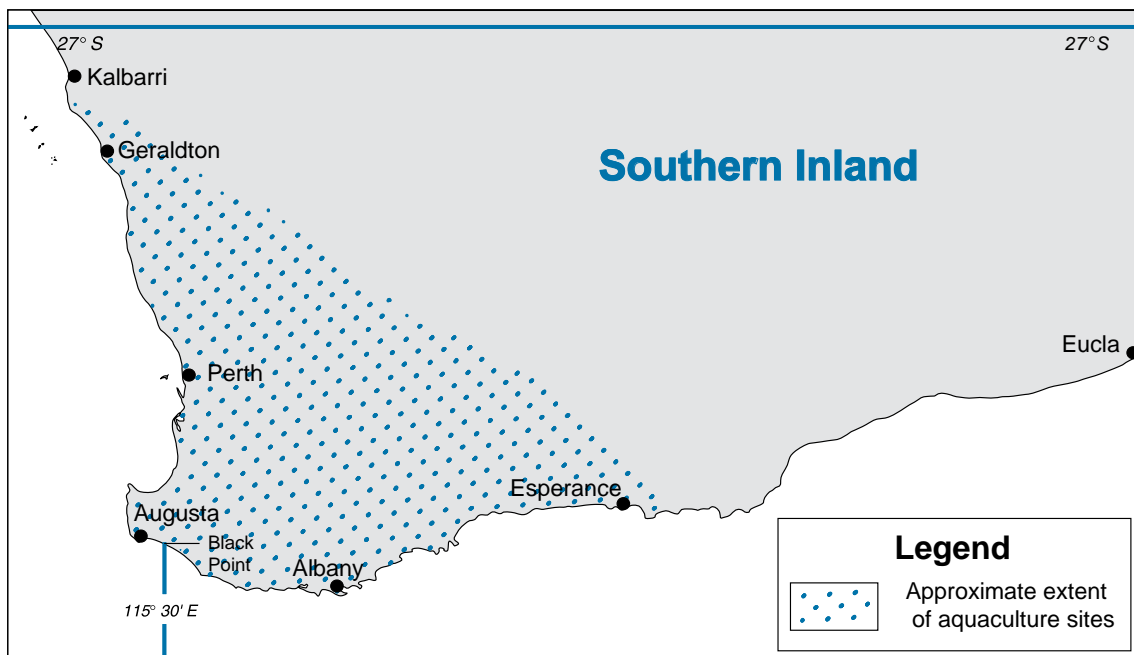 27° S
27°S
Kalbarri
Geraldton
Southern Inland
Eucla
Perth
Esperance
Augusta
Black
Point
Albany
115° 30' E
Legend
Approximate extent
of aquaculture sites